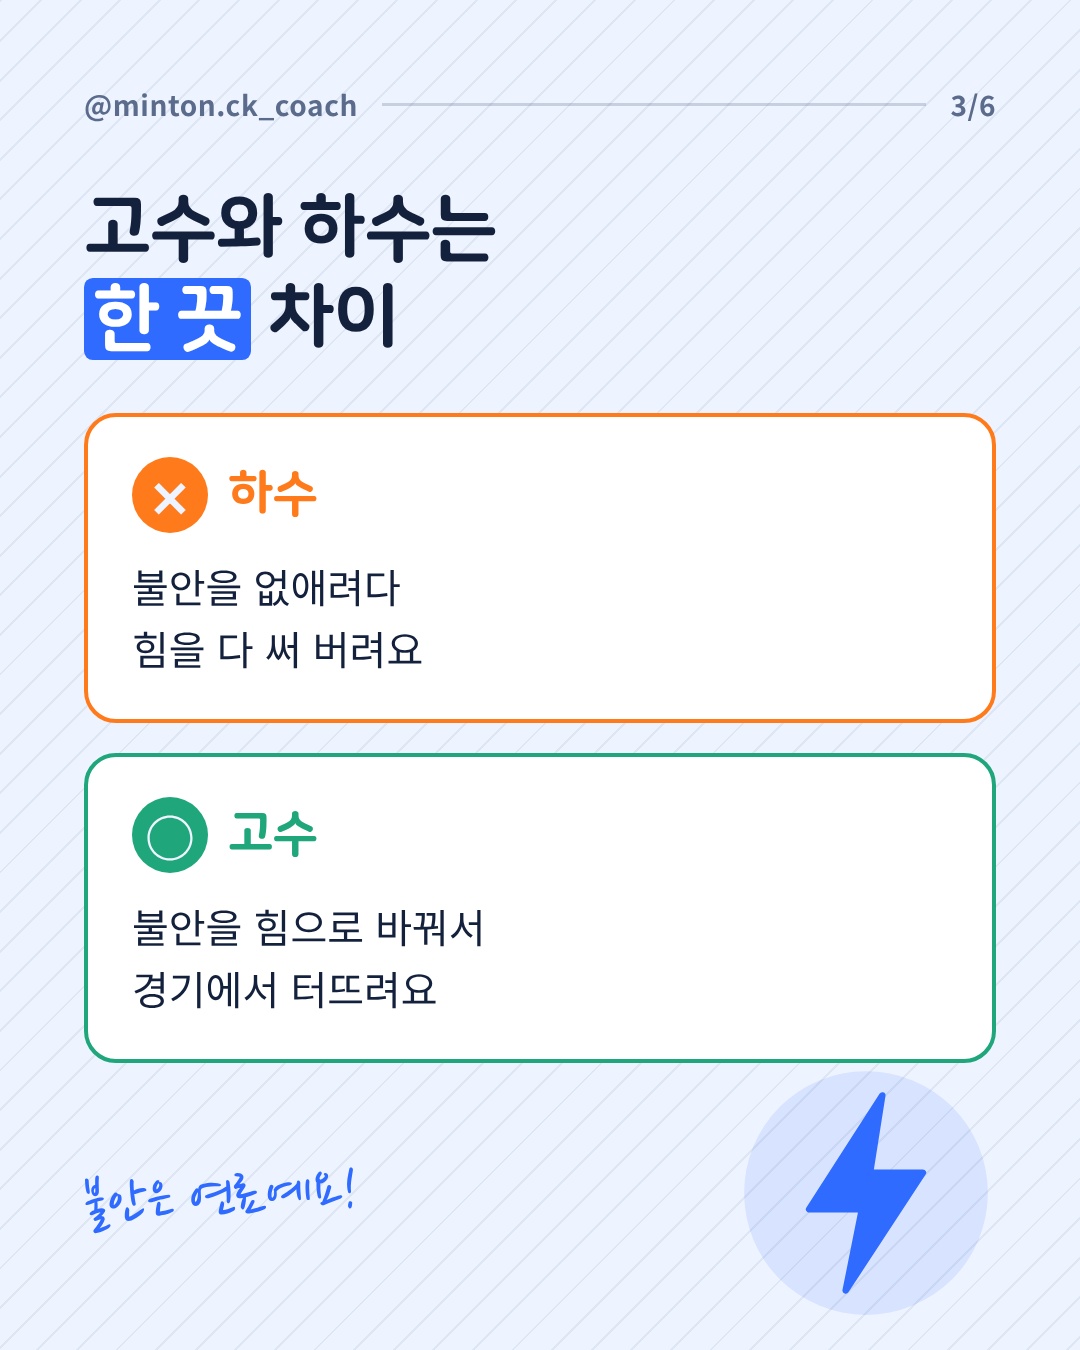 @minton.ck_coach 3/6
고수와 하수는
한 끗 차이
하수
불안을 없애려다
힘을 다 써 버려요
고수
불안을 힘으로 바꿔서
경기에서 터뜨려요
불안은 연료예요!